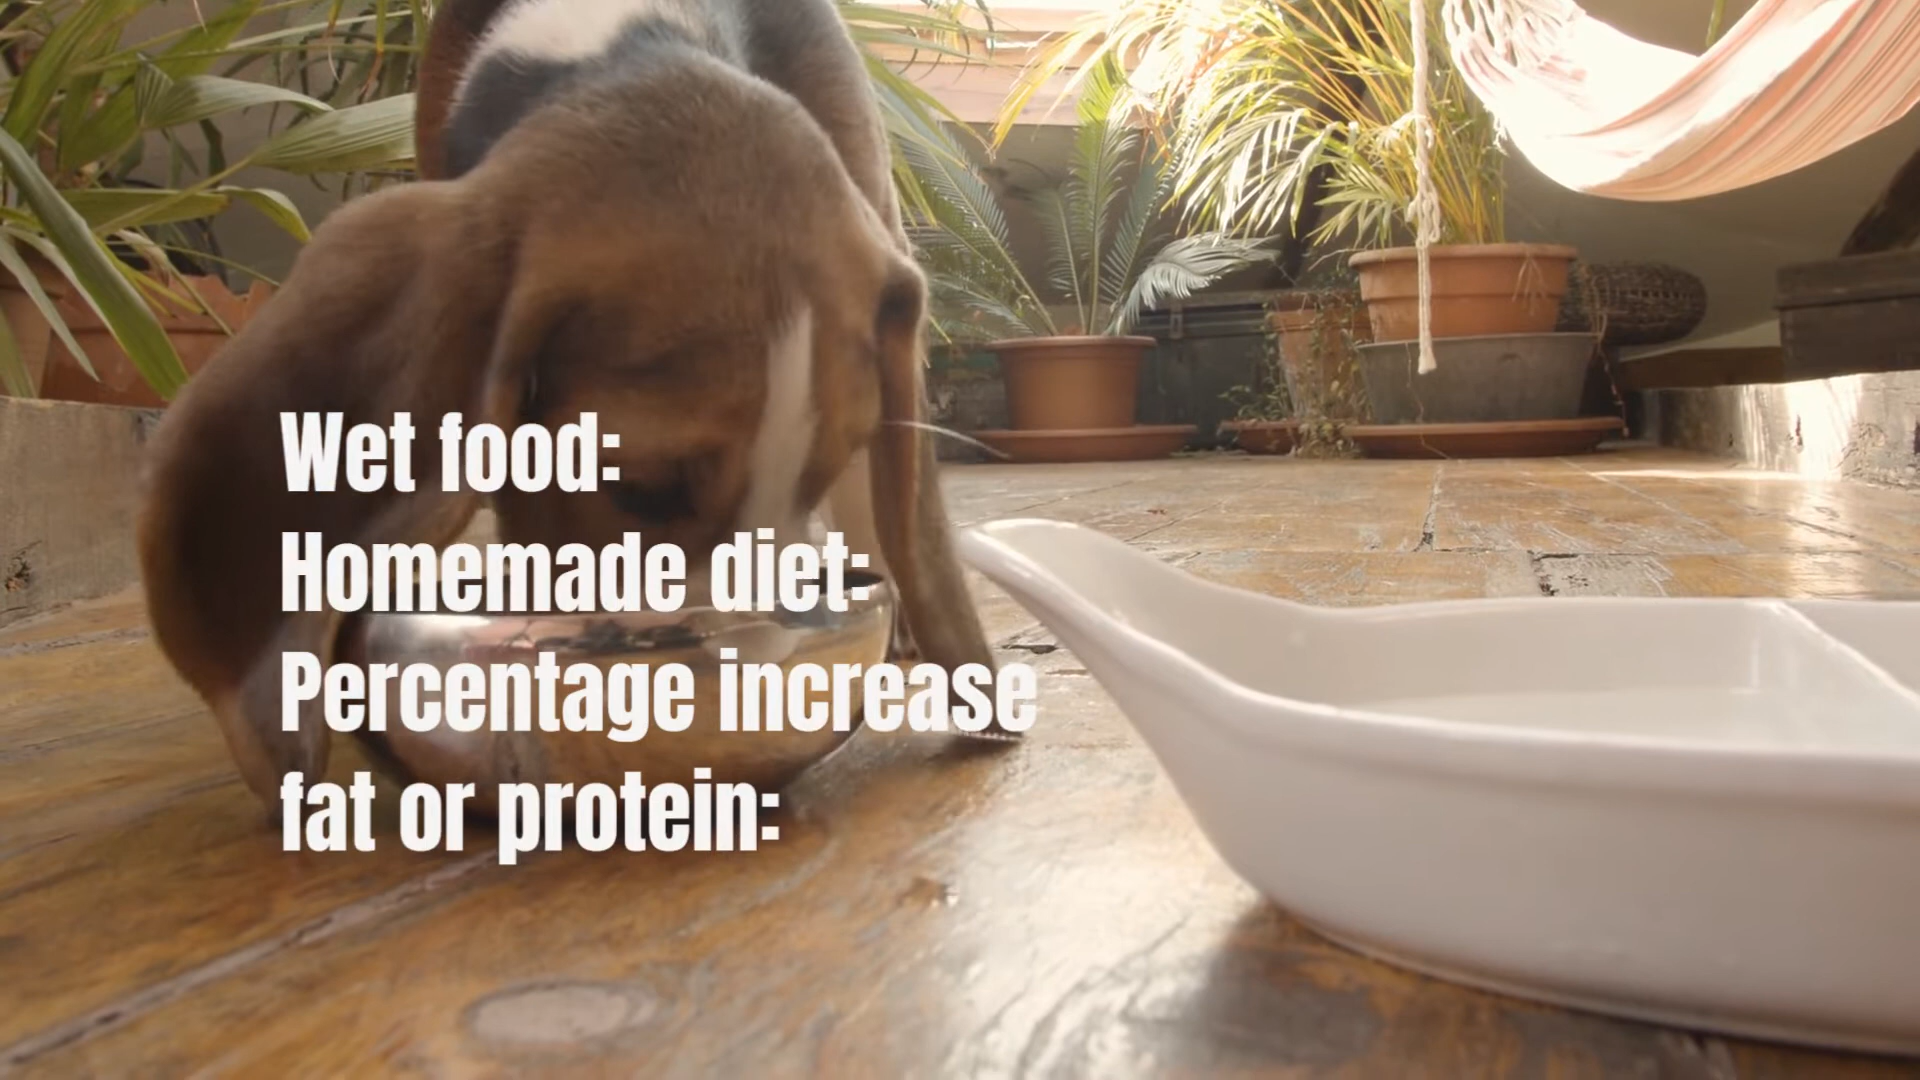 Wet food:
Homemade diet:
Percentage increase
fat or protein: